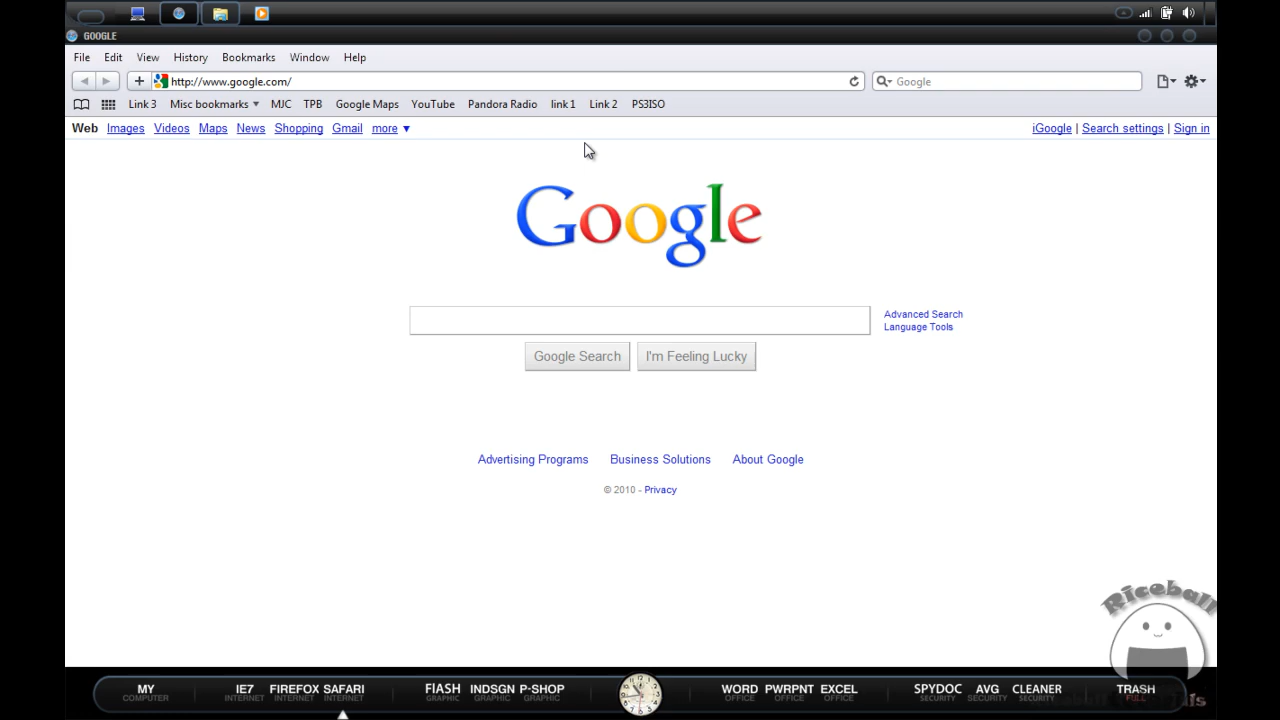 GOOGLE
File Edit View History Bookmarks Window Help
http://www.google.com/ Google
Link 3 Misc bookmarks MJC TPB Google Maps YouTube Pandora Radio link 1 Link 2 PS3ISO
Web Images Videos Maps News Shopping Gmail more ▼ iGoogle | Search settings | Sign in
Google
Advanced Search
Language Tools
Google Search I'm Feeling Lucky
Advertising Programs Business Solutions About Google
© 2010 - Privacy
Riceball
MY IE7 FIREFOX SAFARI FlASH INDSGN P-SHOP WORD PWRPNT EXCEL SPYDOC AVG CLEANER TRASH
COMPUTER INTERNET INTERNET INTERNET GRAPHIC GRAPHIC GRAPHIC OFFICE OFFICE OFFICE SECURITY SECURITY SECURITY FULL